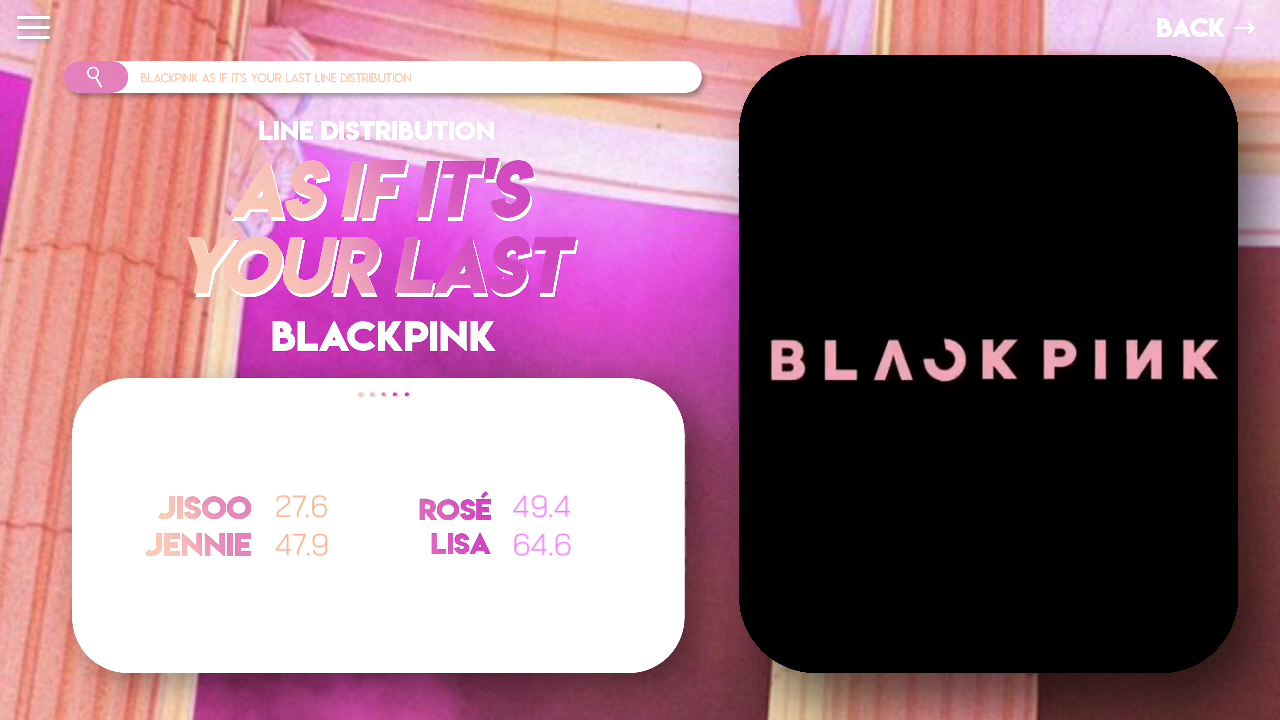 BACK →
BLACKPINK AS IF IT'S YOUR LAST LINE DISTRIBUTION
LINE DISTRIBUTION
AS IF IT'S
YOUR LAST
BLACKPINK
JISOO 27.6
JENNIE 47.9
ROSÉ 49.4
LISA 64.6
BLACKPINK